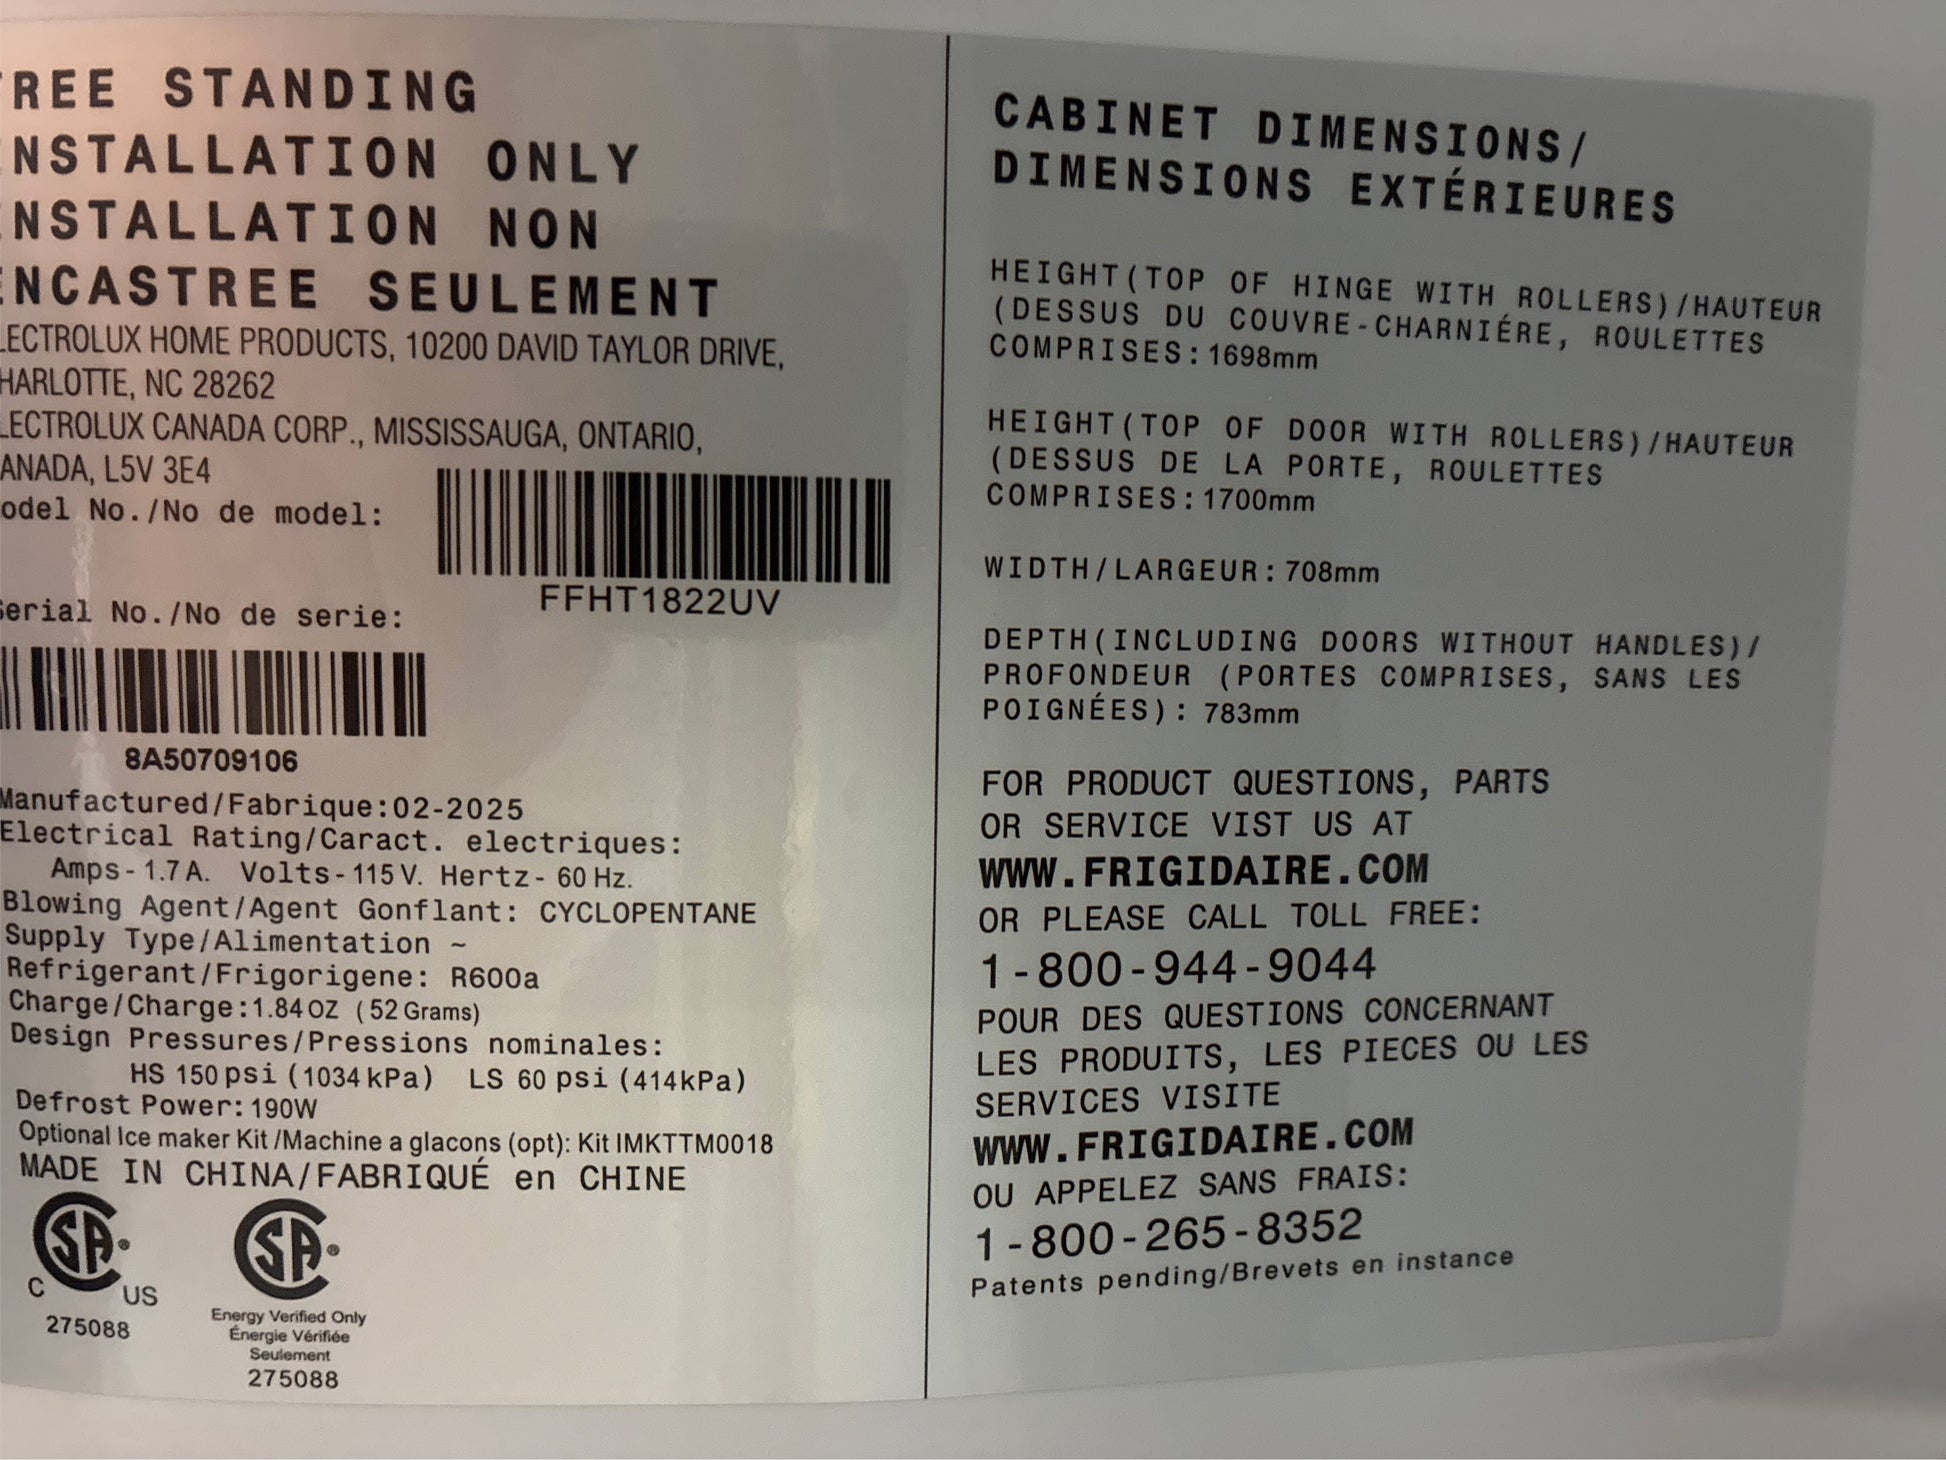 REE STANDING
NSTALLATION ONLY
NSTALLATION NON
ENCASTREE SEULEMENT
LECTROLUX HOME PRODUCTS, 10200 DAVID TAYLOR DRIVE,
HARLOTTE, NC 28262
LECTROLUX CANADA CORP., MISSISSAUGA, ONTARIO,
ANADA, L5V 3E4
odel No./No de model:
FFHT1822UV
Serial No./No de serie:
8A50709106
Manufactured/Fabrique:02-2025
Electrical Rating/Caract. electriques:
Amps-1.7A. Volts-115V. Hertz- 60Hz.
Blowing Agent/Agent Gonflant: CYCLOPENTANE
Supply Type/Alimentation ~
Refrigerant/Frigorigene: R600a
Charge/Charge:1.84OZ (52Grams)
Design Pressures/Pressions nominales:
HS 150psi (1034kPa) LS 60 psi (414kPa)
Defrost Power:190W
Optional Ice maker Kit /Machine a glacons (opt): Kit IMKTTM0018
MADE IN CHINA/FABRIQUÉ en CHINE
SA®
C US
275088
SA®
Energy Verified Only
Énergie Vérifiée
Seulement
275088
CABINET DIMENSIONS/
DIMENSIONS EXTÉRIEURES
HEIGHT(TOP OF HINGE WITH ROLLERS)/HAUTEUR
(DESSUS DU COUVRE-CHARNIÉRE, ROULETTES
COMPRISES:1698mm
HEIGHT(TOP OF DOOR WITH ROLLERS)/HAUTEUR
(DESSUS DE LA PORTE, ROULETTES
COMPRISES:1700mm
WIDTH/LARGEUR:708mm
DEPTH(INCLUDING DOORS WITHOUT HANDLES)/
PROFONDEUR (PORTES COMPRISES, SANS LES
POIGNÉES): 783mm
FOR PRODUCT QUESTIONS, PARTS
OR SERVICE VIST US AT
WWW.FRIGIDAIRE.COM
OR PLEASE CALL TOLL FREE:
1-800-944-9044
POUR DES QUESTIONS CONCERNANT
LES PRODUITS, LES PIECES OU LES
SERVICES VISITE
WWW.FRIGIDAIRE.COM
OU APPELEZ SANS FRAIS:
1-800-265-8352
Patents pending/Brevets en instance